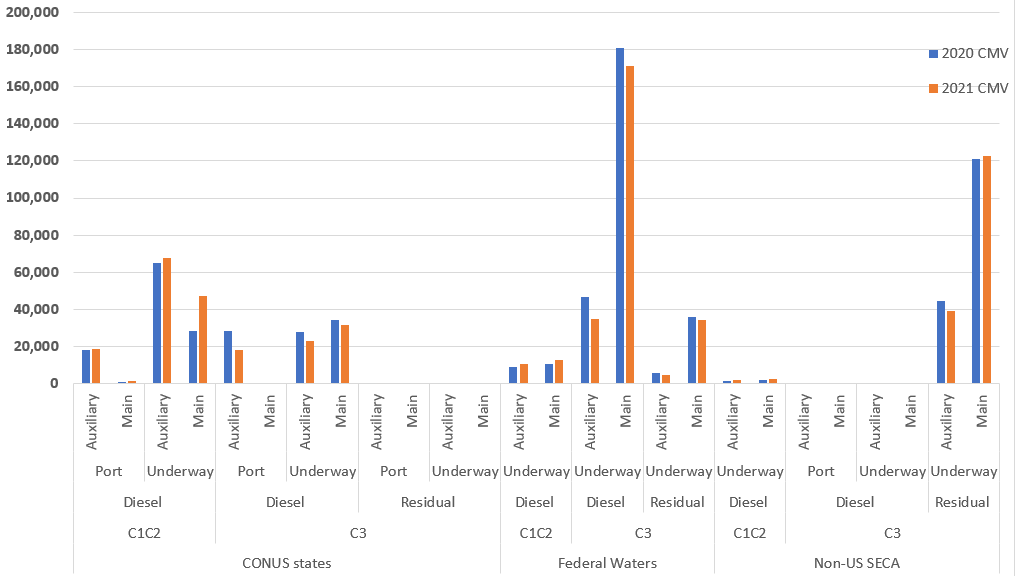 200,000
180,000
160,000
140,000
120,000
100,000
80,000
60,000
40,000
20,000
0
2020 CMV
2021 CMV
Auxiliary Main Auxiliary Main Auxiliary Main Auxiliary Main Auxiliary Main Auxiliary Main Auxiliary Main Auxiliary Main Auxiliary Main Auxiliary Main Auxiliary Main Auxiliary Main Auxiliary Main
Port Underway Port Underway Port Underway Underway Underway Underway Underway Port Underway Underway
Diesel Diesel Residual Diesel Diesel Residual Diesel Diesel Residual
C1C2 C3 C1C2 C3 C1C2 C3
CONUS states Federal Waters Non-US SECA